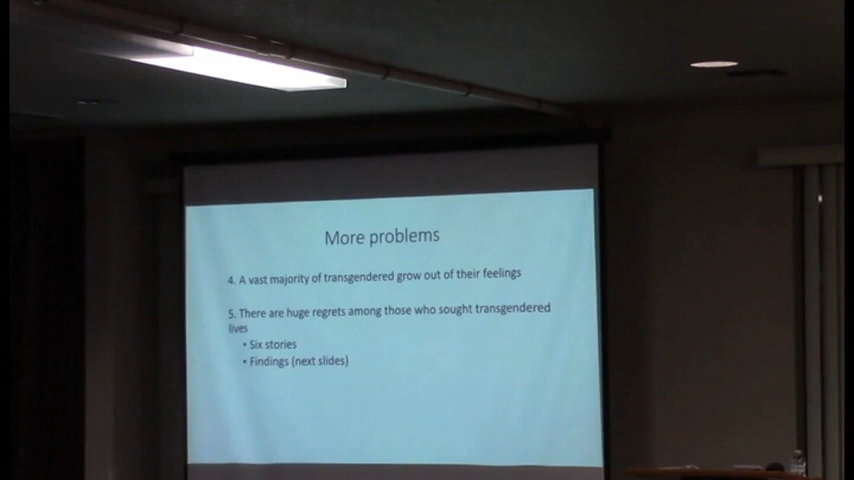 More problems
4. A vast majority of transgendered grow out of their feelings
5. There are huge regrets among those who sought transgendered
lives
• Six stories
• Findings (next slides)